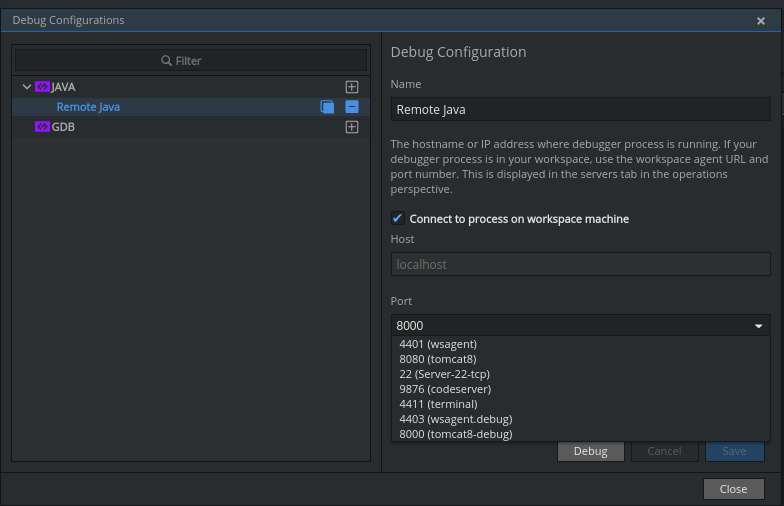 Debug Configurations
Filter
JAVA
Remote Java
GDB
Debug Configuration
Name
Remote Java
The hostname or IP address where debugger process is running. If your
debugger process is in your workspace, use the workspace agent URL and
port number. This is displayed in the servers tab in the operations
perspective.
Connect to process on workspace machine
Host
localhost
Port
8000
4401 (wsagent)
8080 (tomcat8)
22 (Server-22-tcp)
9876 (codeserver)
4411 (terminal)
4403 (wsagent.debug)
8000 (tomcat8-debug)
Debug Cancel Save
Close